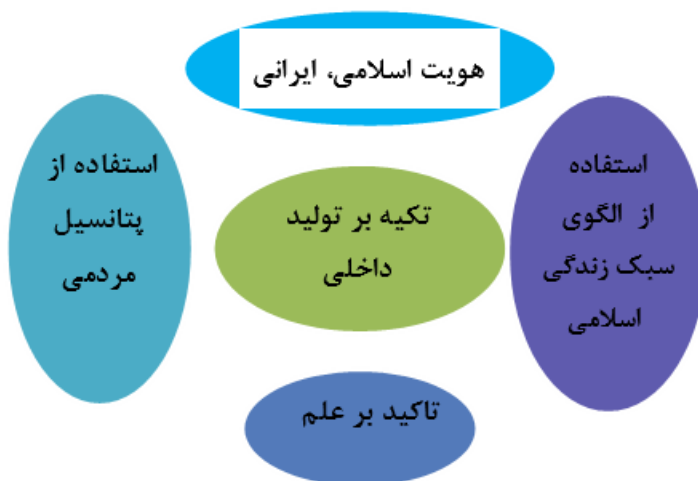 هویت اسلامی، ایرانی
استفاده
از الگوی
سبک زندگی
اسلامی
تکیه بر تولید
داخلی
استفاده از
پتانسیل
مردمی
تاکید بر علم